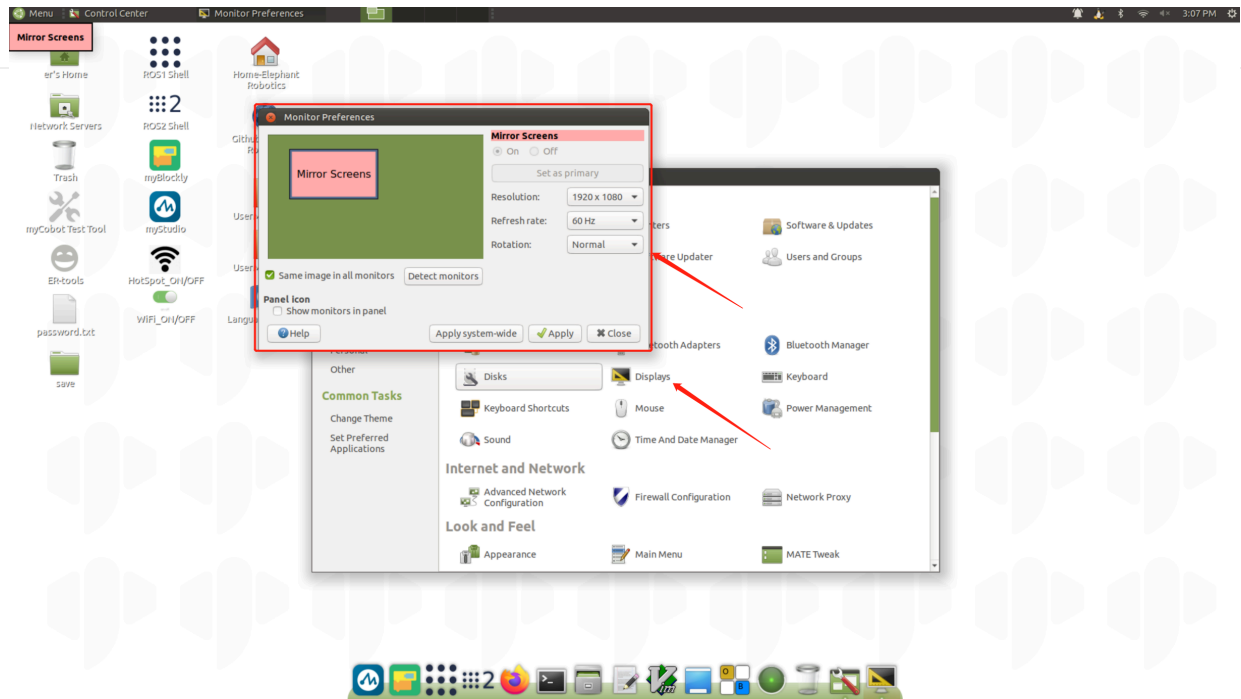 Menu
Control Center
Monitor Preferences
3:07 PM
Mirror Screens
er's Home
ROS1 Shell
Home-Elephant
Robotics
Network Servers
ROS2 Shell
2
Trash
myBlockly
myCobot Test Tool
myStudio
ER-tools
HotSpot_ON/OFF
password.txt
WiFi_ON/OFF
save
Monitor Preferences
Mirror Screens
Mirror Screens
On
Off
Set as primary
Resolution:
1920 x 1080
Refresh rate:
60 Hz
Rotation:
Normal
Same image in all monitors
Detect monitors
Panel icon
Show monitors in panel
Help
Apply system-wide
Apply
Close
Software & Updates
Users and Groups
Bluetooth Manager
Other
Disks
Displays
Keyboard
Common Tasks
Change Theme
Set Preferred
Applications
Keyboard Shortcuts
Mouse
Power Management
Sound
Time And Date Manager
Internet and Network
Advanced Network
Configuration
Firewall Configuration
Network Proxy
Look and Feel
Appearance
Main Menu
MATE Tweak
2